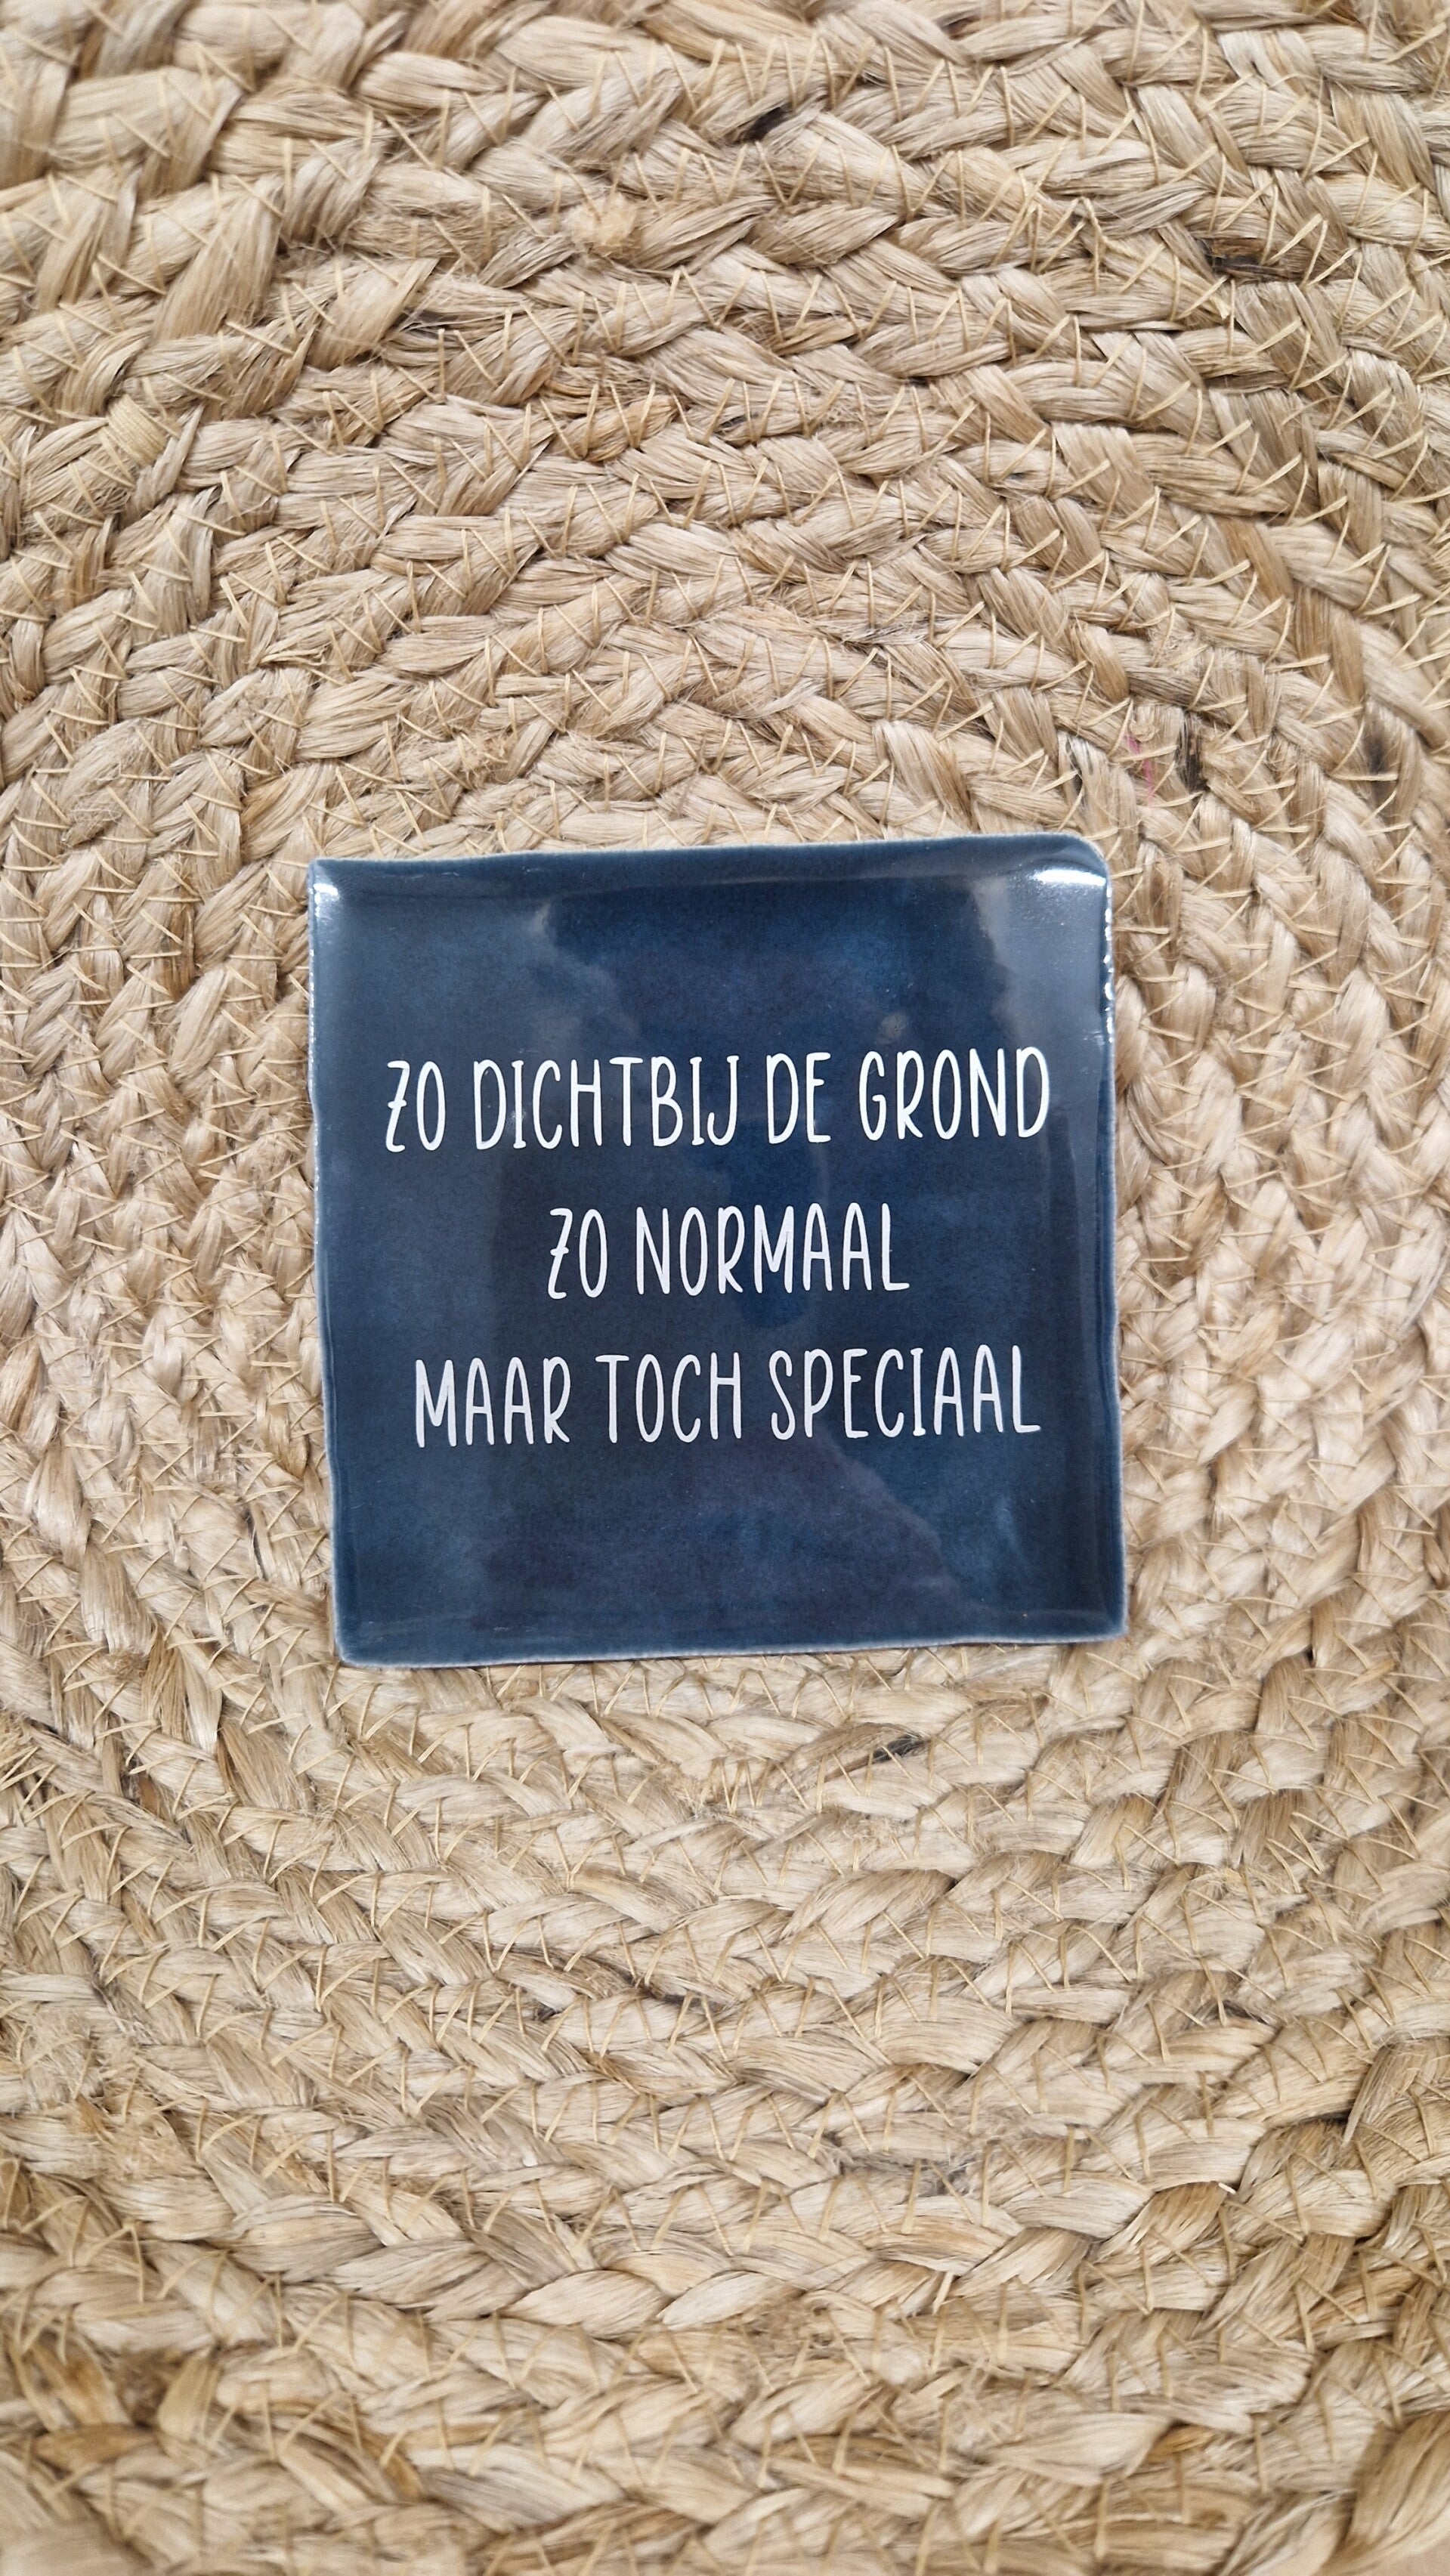 ZO DICHTBIJ DE GROND
ZO NORMAAL
MAAR TOCH SPECIAAL